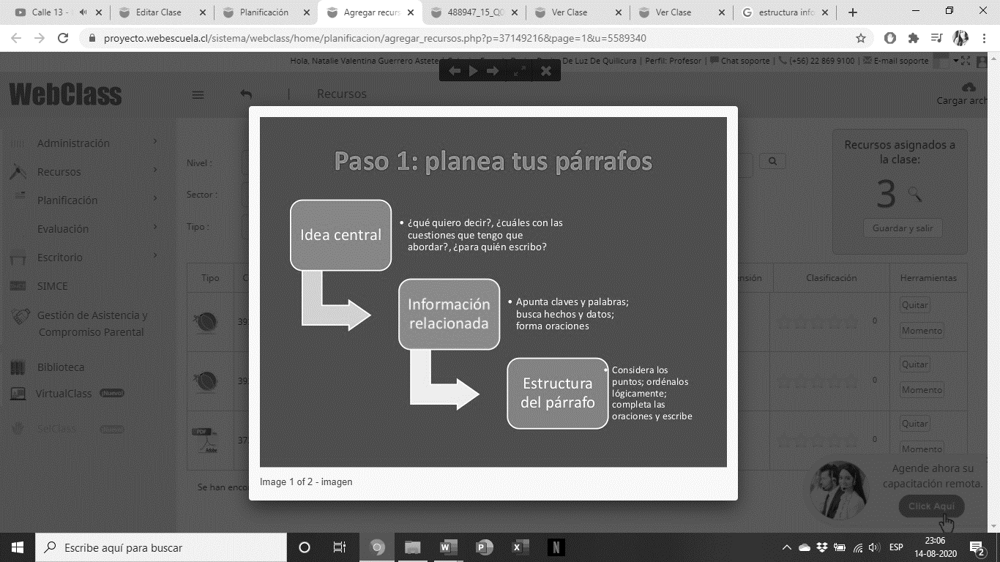 Calle 13 -
Editar Clase
Planificación
Agregar recurs
488947_15_Q0
Ver Clase
Ver Clase
estructura info
proyecto.webescuela.cl/sistema/webclass/home/planificacion/agregar_recursos.php?p=37149216&page=1&u=5589340
Hola, Natalie Valentina Guerrero Astete De Luz De Quilicura | Perfil: Profesor | Chat soporte | (+56) 22 869 9100 | E-mail soporte
WebClass
| Recursos
Cargar arch
Administración
Recursos
Planificación
Evaluación
Escritorio
SIMCE
Gestión de Asistencia y
Compromiso Parental
Biblioteca
VirtualClass ¡Nuevo!
SelClass ¡Nuevo!
Nivel :
Sector :
Tipo :
Recursos asignados a
la clase:
3
Guardar y salir
Tipo
Clasificación
Herramientas
0
Quitar
Momento
0
Quitar
Momento
0
Quitar
Momento
PDF
Adobe
Se han encon
Paso 1: planea tus párrafos
Idea central
• ¿qué quiero decir?, ¿cuáles con las
cuestiones que tengo que
abordar?, ¿para quién escribo?
Información
relacionada
• Apunta claves y palabras;
busca hechos y datos;
forma oraciones
Estructura
del párrafo
• Considera los
puntos; ordénalos
lógicamente;
completa las
oraciones y escribe
Image 1 of 2 - imagen
Agende ahora su
capacitación remota.
Click Aquí
Escribe aquí para buscar
ESP
23:06
14-08-2020
2